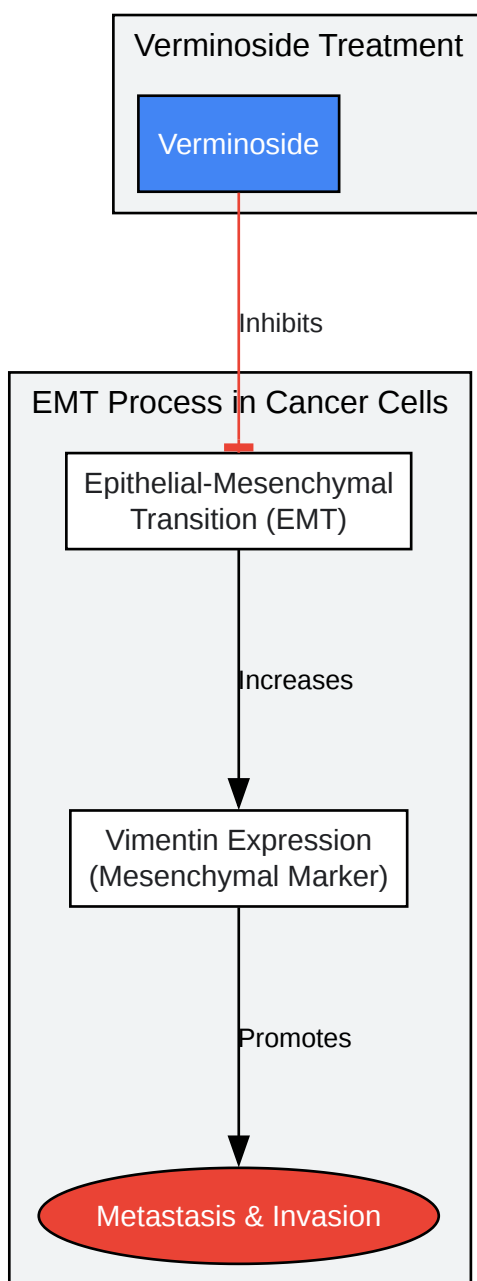 Verminoside Treatment
Verminoside
Inhibits
EMT Process in Cancer Cells
Epithelial-Mesenchymal
Transition (EMT)
Increases
Vimentin Expression
(Mesenchymal Marker)
Promotes
Metastasis & Invasion